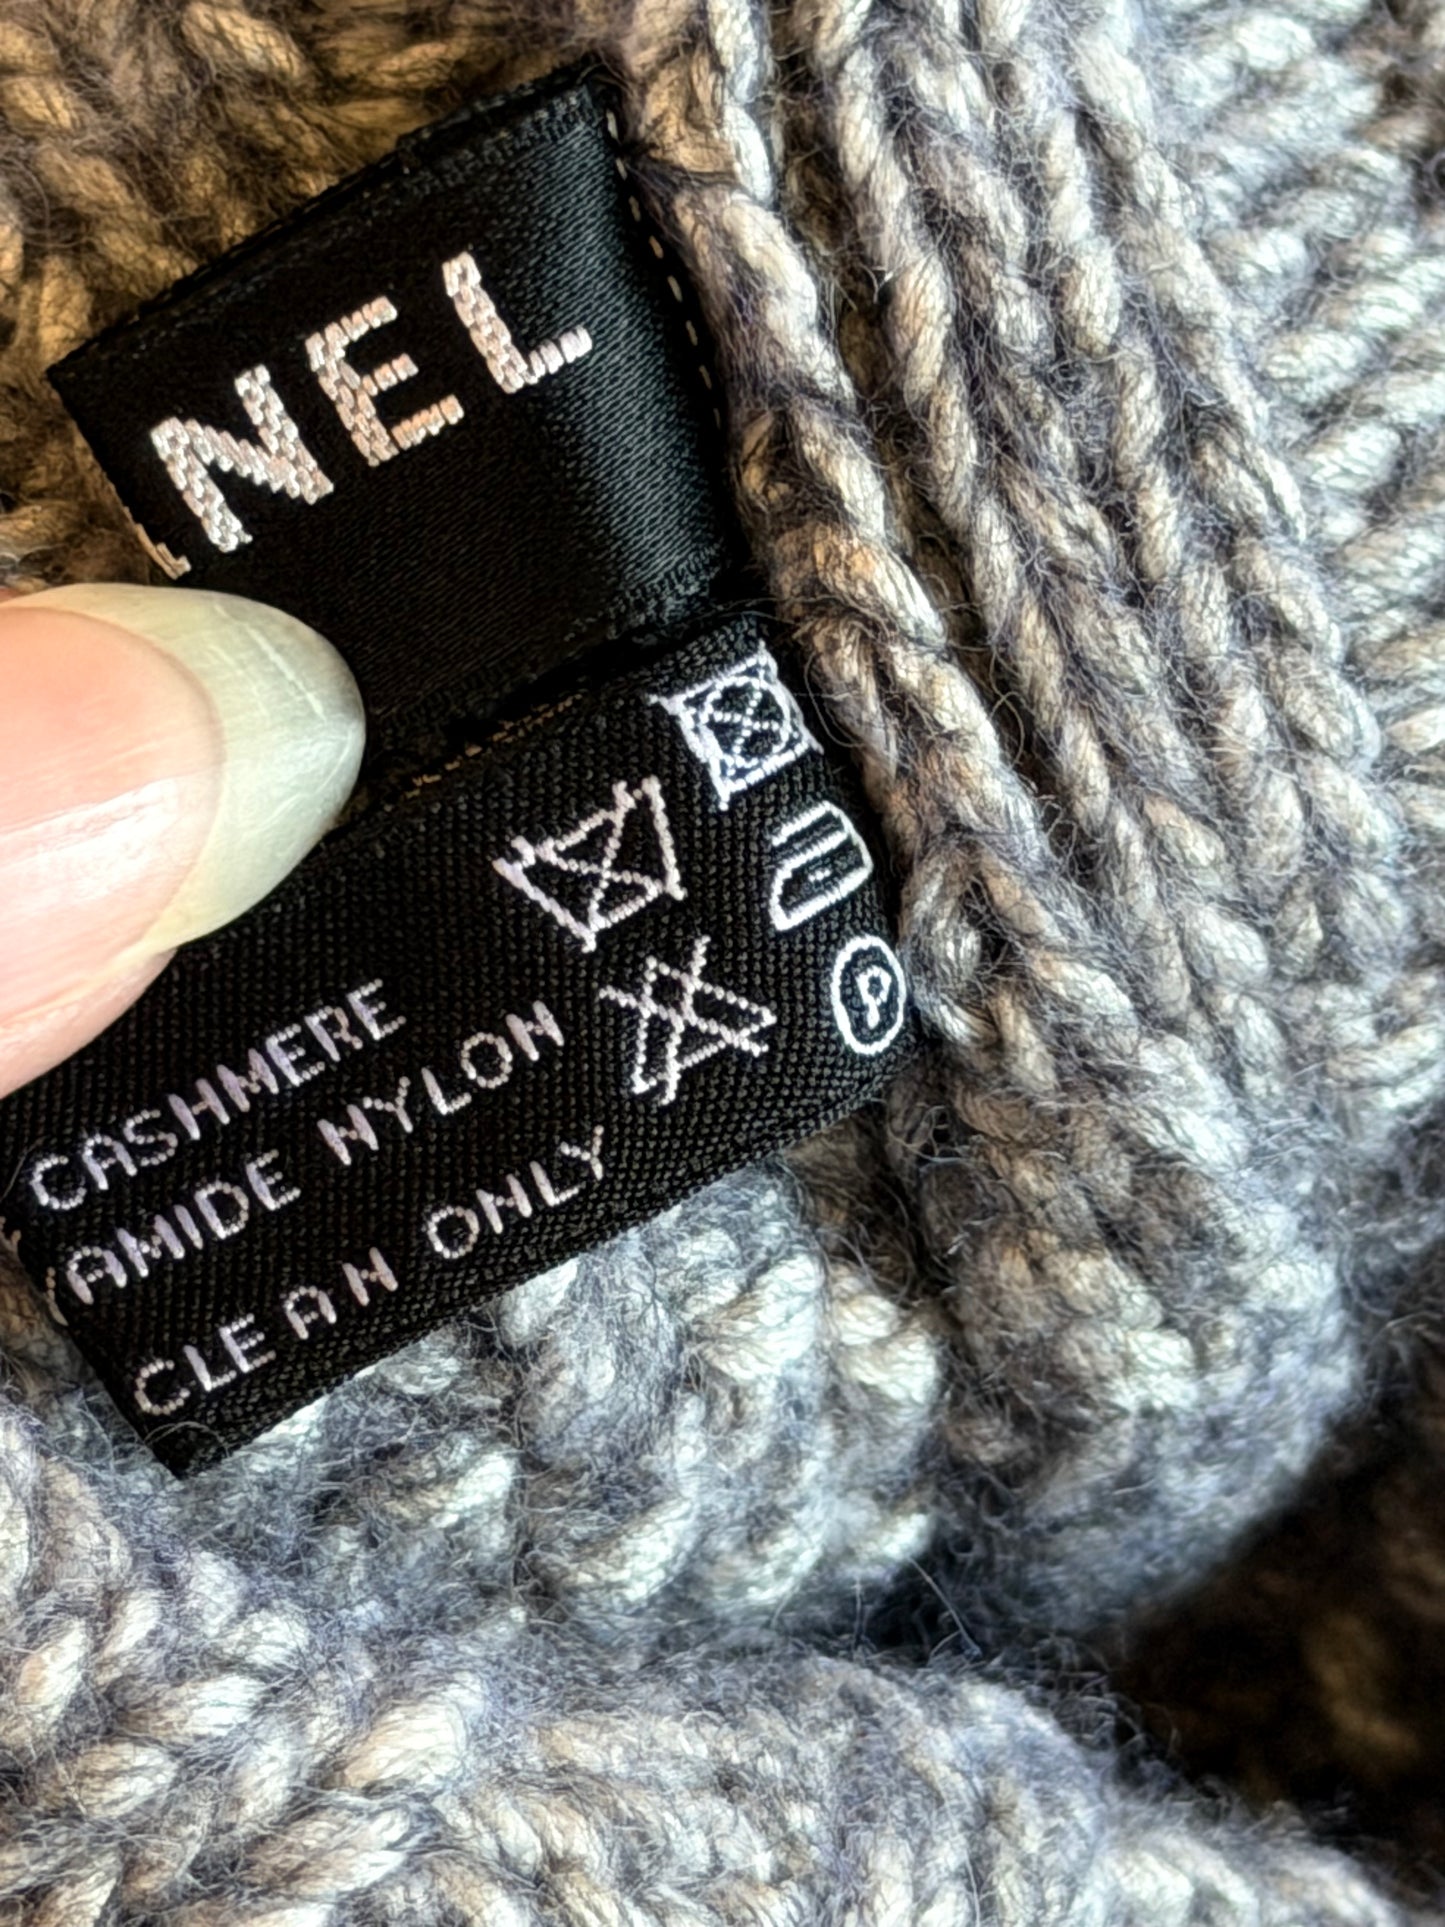 NEL
CASHMERE
AMIDE NYLON
CLEAN ONLY
P